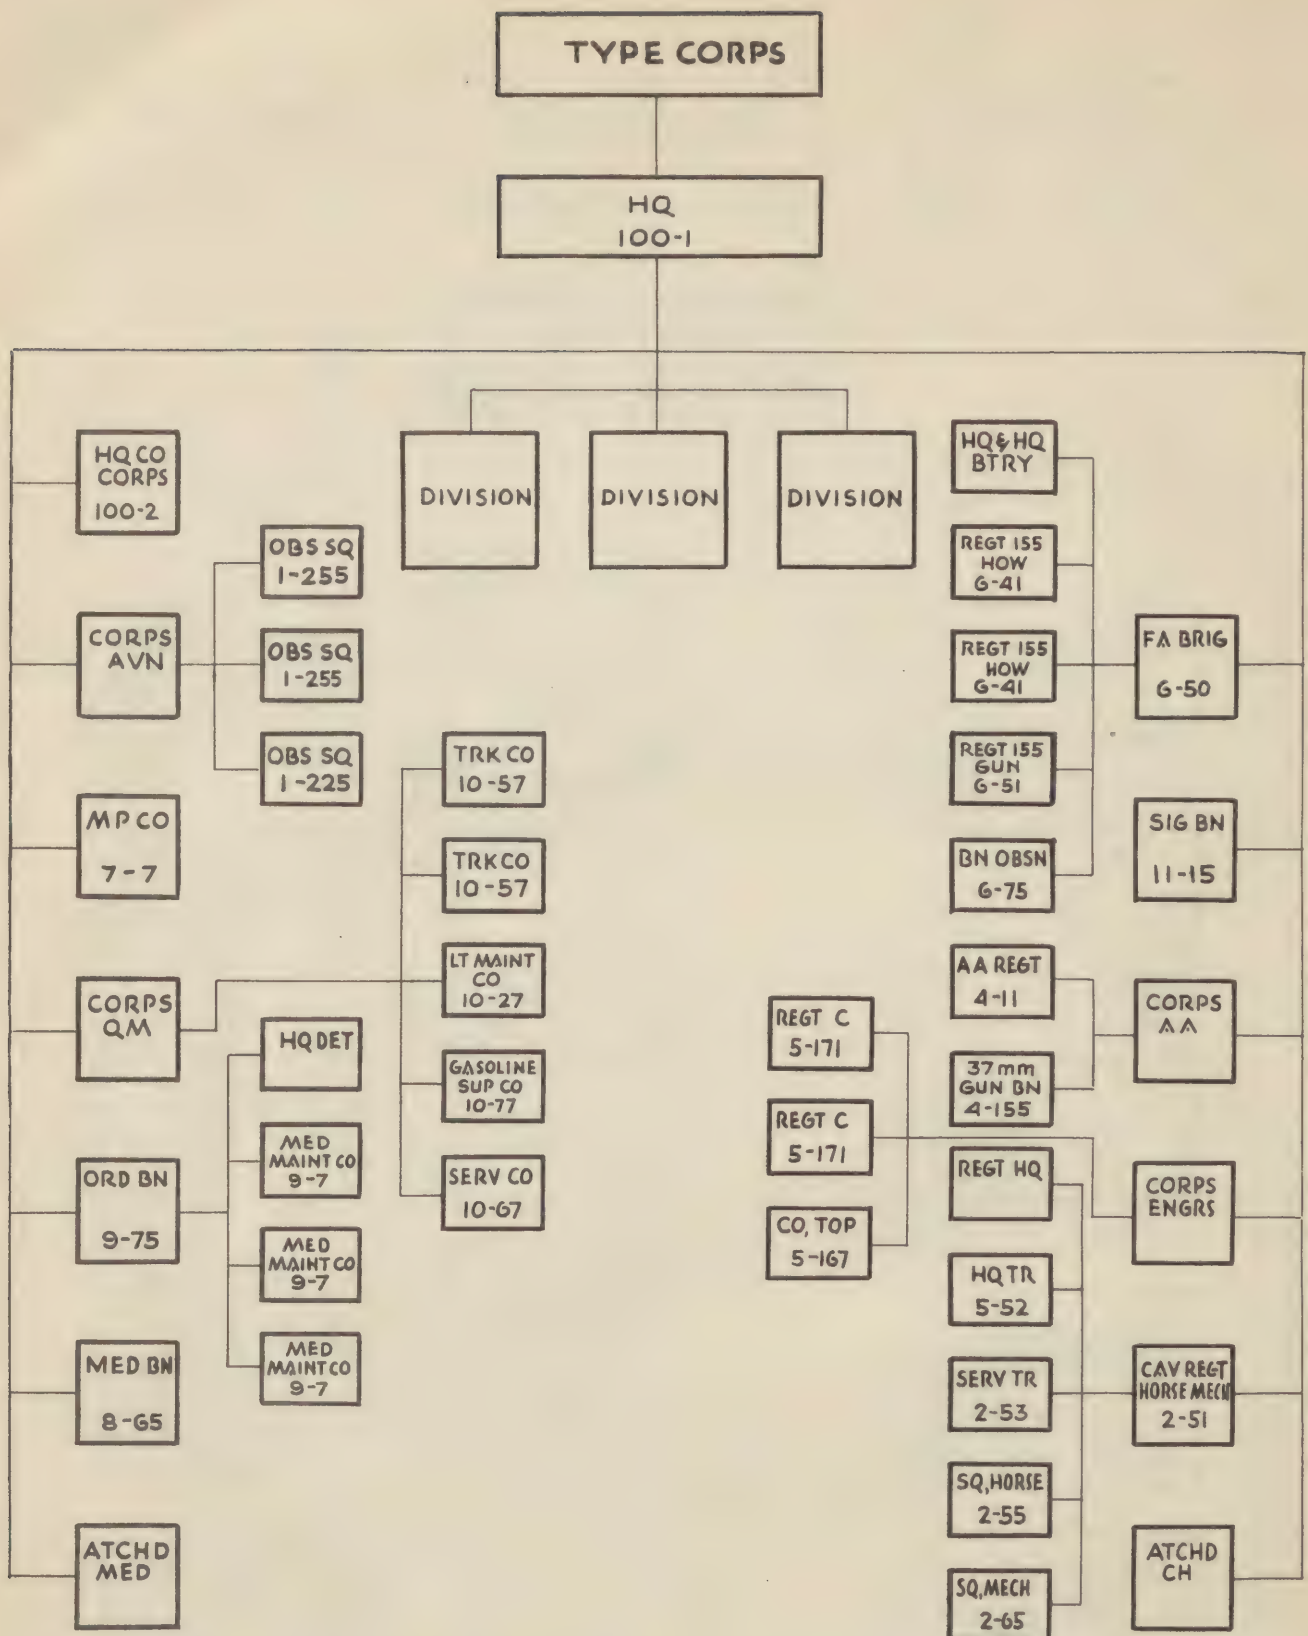 TYPE CORPS
HQ
100-1
HQ CO
CORPS
100-2
CORPS
AVN
OBS SQ
1-255
OBS SQ
1-255
OBS SQ
1-225
MP CO
7-7
CORPS
QM
TRK CO
10-57
TRK CO
10-57
LT MAINT
CO
10-27
GASOLINE
SUP CO
10-77
SERV CO
10-67
ORD BN
9-75
HQ DET
MED
MAINT CO
9-7
MED
MAINT CO
9-7
MED
MAINT CO
9-7
MED BN
8-65
ATCHD
MED
DIVISION
DIVISION
DIVISION
HQ & HQ
BTRY
REGT 155
HOW
6-41
REGT 155
HOW
6-41
REGT 155
GUN
6-51
BN OBSN
6-75
FA BRIG
6-50
SIG BN
11-15
AA REGT
4-11
37mm
GUN BN
4-155
CORPS
AA
REGT C
5-171
REGT C
5-171
CO, TOP
5-167
CORPS
ENGRS
REGT HQ
HQ TR
5-52
SERV TR
2-53
SQ, HORSE
2-55
SQ, MECH
2-65
CAV REGT
HORSE MECH
2-51
ATCHD
CH